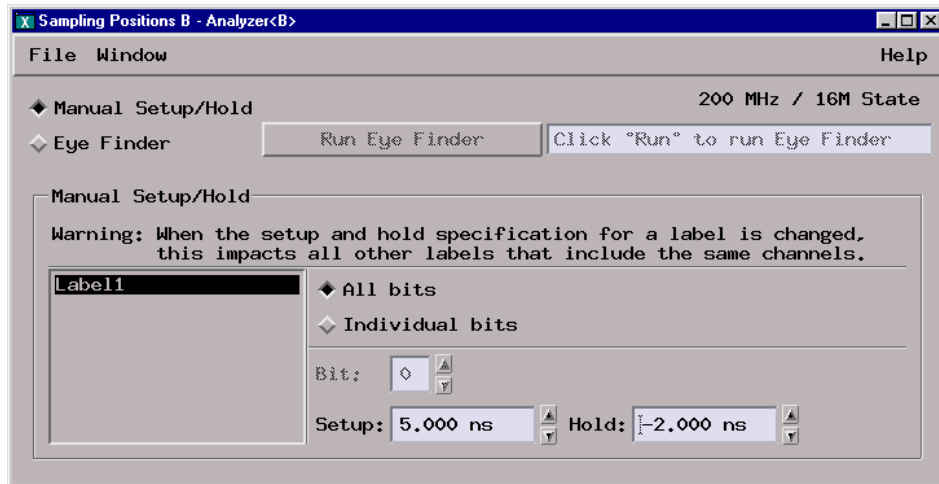 Sampling Positions B - Analyzer<B>
File Window Help
200 MHz / 16M State
Manual Setup/Hold
Eye Finder
Run Eye Finder
Click "Run" to run Eye Finder
Manual Setup/Hold
Warning: When the setup and hold specification for a label is changed,
this impacts all other labels that include the same channels.
Label1
All bits
Individual bits
Bit: 0
Setup: 5.000 ns Hold: -2.000 ns